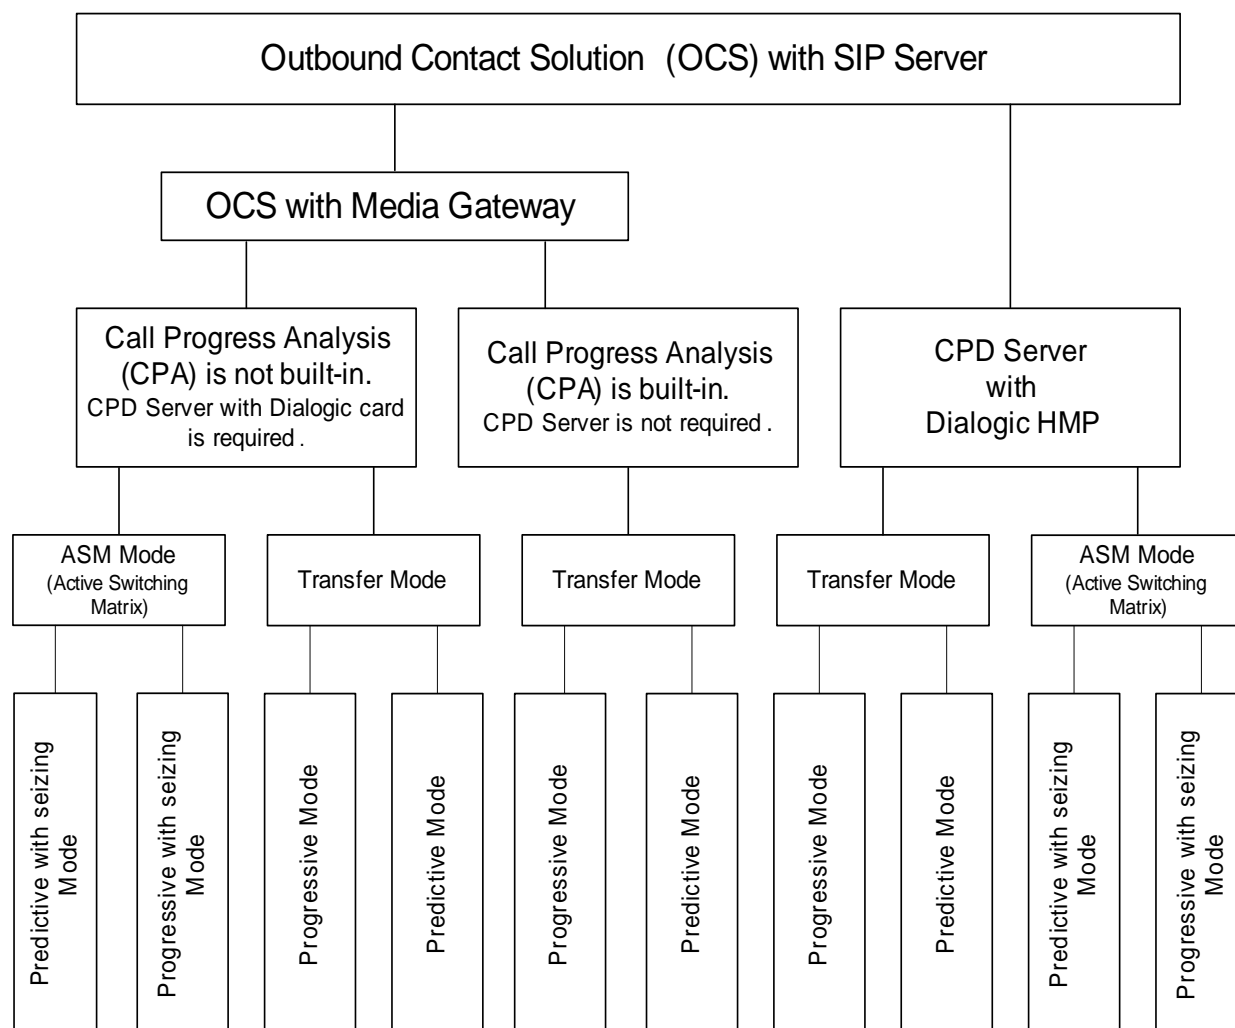 Outbound Contact Solution (OCS) with SIP Server
OCS with Media Gateway
Call Progress Analysis
(CPA) is not built-in.
CPD Server with Dialogic card
is required .
Call Progress Analysis
(CPA) is built-in.
CPD Server is not required .
CPD Server
with
Dialogic HMP
ASM Mode
(Active Switching
Matrix)
Transfer Mode
Transfer Mode
Transfer Mode
ASM Mode
(Active Switching
Matrix)
Predictive with seizing
Mode
Progressive with seizing
Mode
Progressive Mode
Predictive Mode
Progressive Mode
Predictive Mode
Progressive Mode
Predictive Mode
Predictive with seizing
Mode
Progressive with seizing
Mode